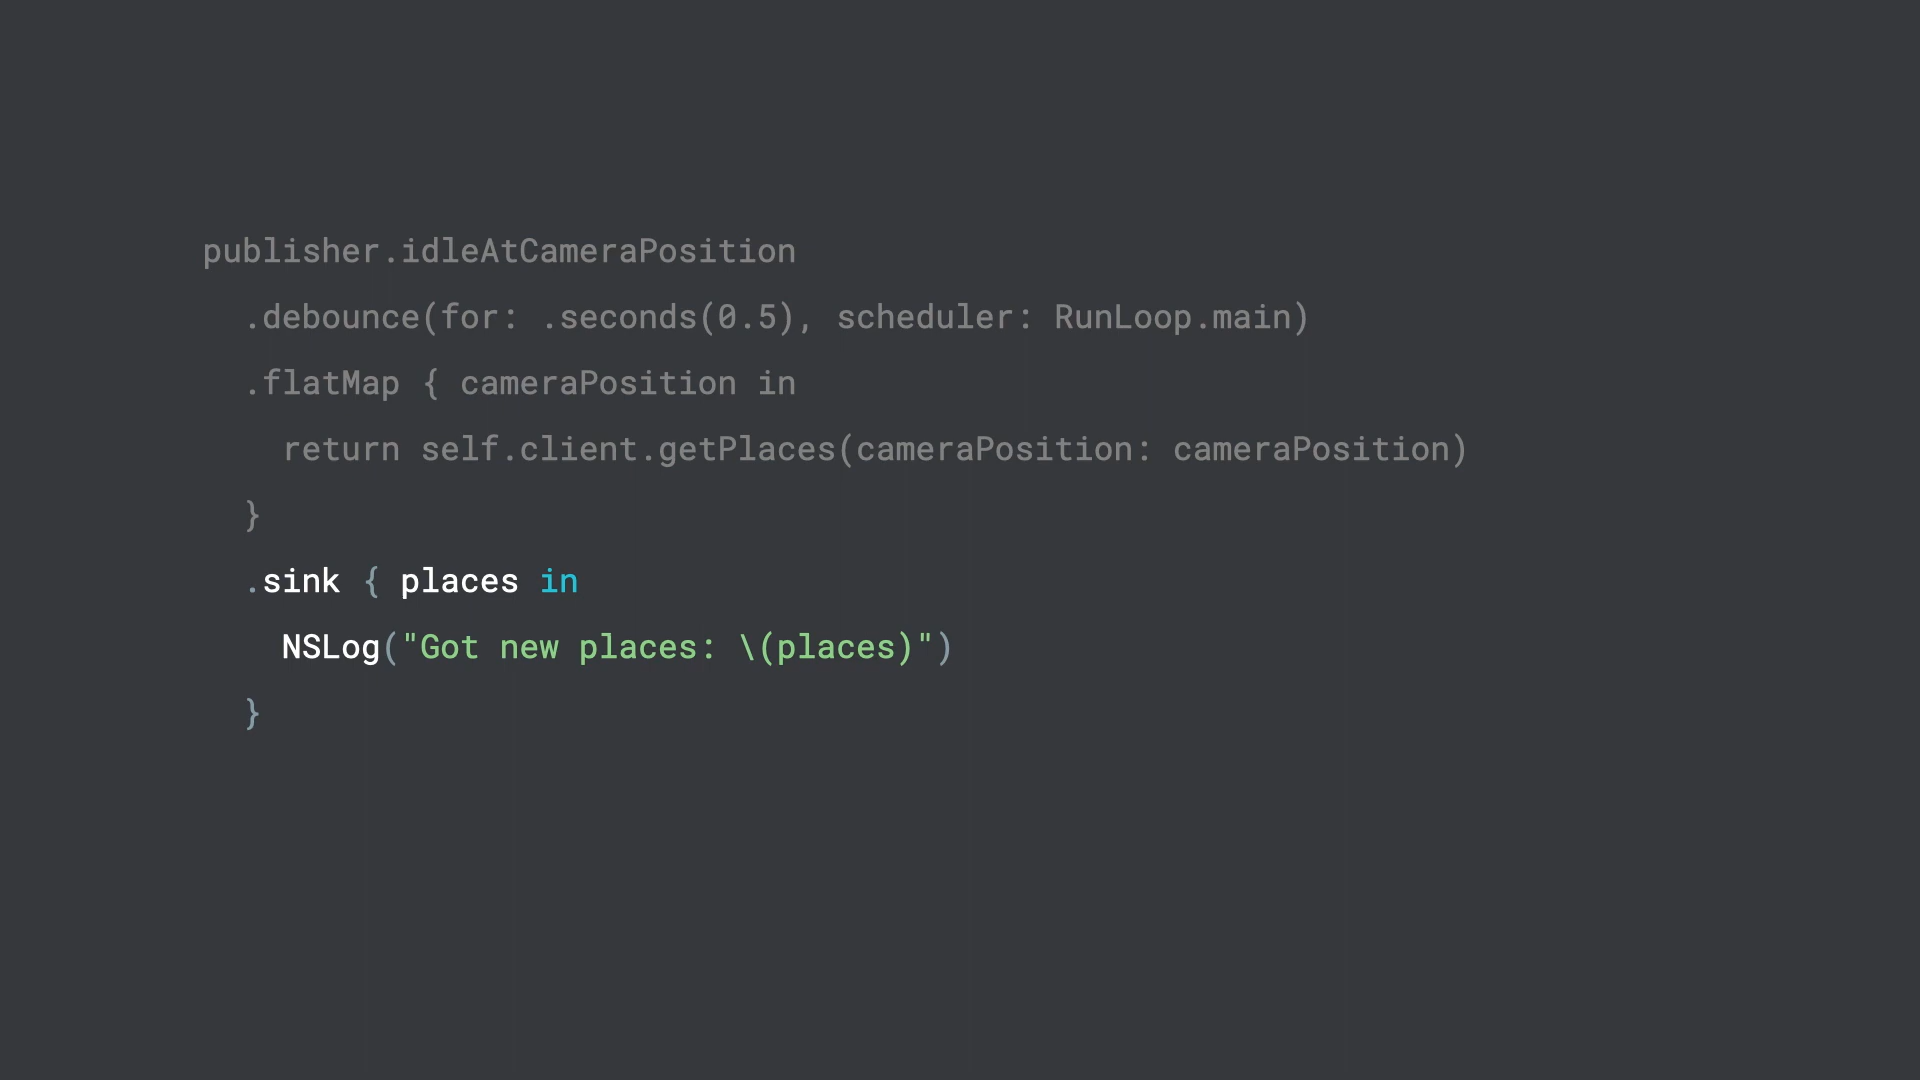 publisher.idleAtCameraPosition
.debounce(for: .seconds(0.5), scheduler: RunLoop.main)
.flatMap { cameraPosition in
return self.client.getPlaces(cameraPosition: cameraPosition)
}
.sink { places in
NSLog("Got new places: \(places)")
}